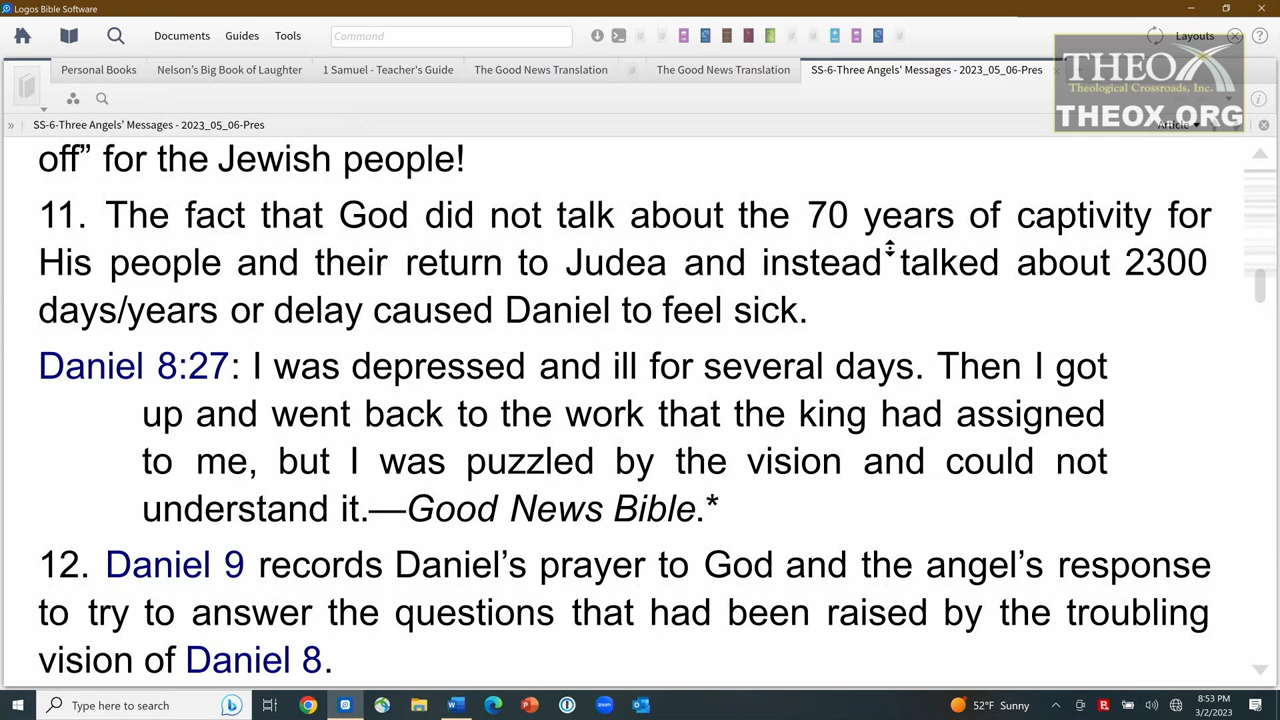 Logos Bible Software
Documents Guides Tools Command Layouts
Personal Books Nelson's Big Book of Laughter 1 Samuel - Teacher's Guide The Good News Translation The Good News Translation SS-6-Three Angels' Messages - 2023_05_06-Pres
THEOX
Theological Crossroads, Inc.
THEOX.ORG
SS-6-Three Angels' Messages - 2023_05_06-Pres Article
off” for the Jewish people!
11. The fact that God did not talk about the 70 years of captivity for
His people and their return to Judea and instead talked about 2300
days/years or delay caused Daniel to feel sick.
Daniel 8:27: I was depressed and ill for several days. Then I got
up and went back to the work that the king had assigned
to me, but I was puzzled by the vision and could not
understand it.—Good News Bible.*
12. Daniel 9 records Daniel’s prayer to God and the angel’s response
to try to answer the questions that had been raised by the troubling
vision of Daniel 8.
Type here to search
zoom
52°F Sunny
8:53 PM
3/2/2023